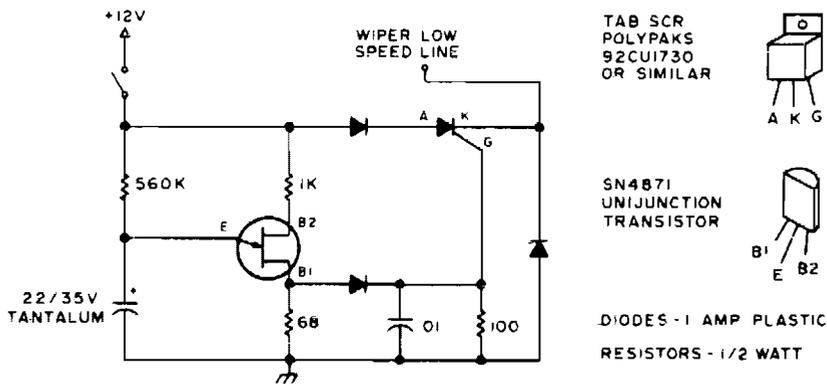 +12V
WIPER LOW
SPEED LINE
TAB SCR
POLYPAKS
92CU1730
OR SIMILAR
A K G
A
K
G
560K
1K
E
B2
B1
SN4871
UNIJUNCTION
TRANSISTOR
B1
E
B2
22/35V
TANTALUM
+
68
01
100
DIODES - 1 AMP PLASTIC
RESISTORS - 1/2 WATT